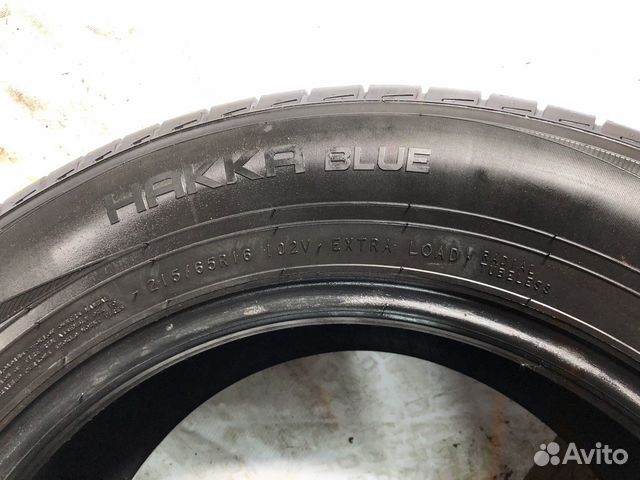 HAKKA BLUE
215/65R16 102V EXTRA LOAD RADIAL
TUBELESS
Avito